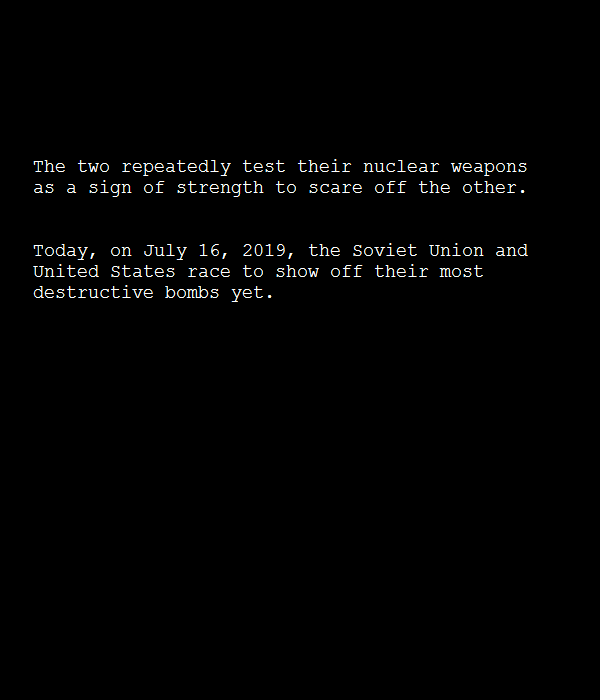 The two repeatedly test their nuclear weapons
as a sign of strength to scare off the other.
Today, on July 16, 2019, the Soviet Union and
United States race to show off their most
destructive bombs yet.